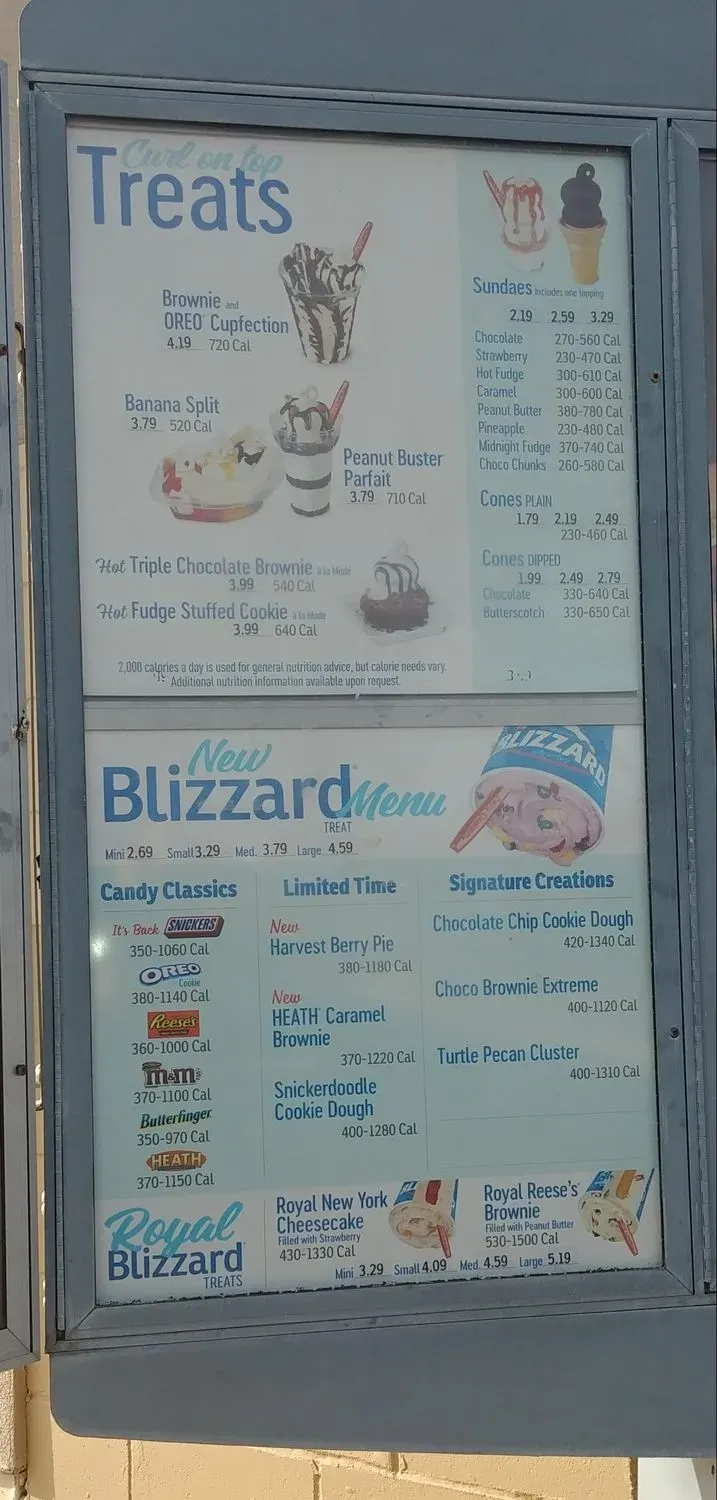 Curl on top
Treats
Brownie and
OREO® Cupfection
4.19 720 Cal
Banana Split
3.79 520 Cal
Peanut Buster®
Parfait
3.79 710 Cal
Hot Triple Chocolate Brownie à la Mode
3.99 540 Cal
Hot Fudge Stuffed Cookie à la Mode
3.99 640 Cal
2,000 calories a day is used for general nutrition advice, but calorie needs vary.
Additional nutrition information available upon request.
Sundaes Includes one topping
2.19 2.59 3.29
Chocolate 270-560 Cal
Strawberry 230-470 Cal
Hot Fudge 300-610 Cal
Caramel 300-600 Cal
Peanut Butter 380-780 Cal
Pineapple 230-480 Cal
Midnight Fudge 370-740 Cal
Choco Chunks 260-580 Cal
Cones PLAIN
1.79 2.19 2.49
230-460 Cal
Cones DIPPED
1.99 2.49 2.79
Chocolate 330-640 Cal
Butterscotch 330-650 Cal
New
Blizzard® Menu
TREAT
BLIZZARD
Mini 2.69 Small 3.29 Med. 3.79 Large 4.59
Candy Classics
It's Back SNICKERS
350-1060 Cal
OREO
Cookie
380-1140 Cal
Reese's
360-1000 Cal
m&m's
370-1100 Cal
Butterfinger
350-970 Cal
HEATH
370-1150 Cal
Limited Time
New
Harvest Berry Pie
380-1180 Cal
New
HEATH® Caramel
Brownie
370-1220 Cal
Snickerdoodle
Cookie Dough
400-1280 Cal
Signature Creations
Chocolate Chip Cookie Dough
420-1340 Cal
Choco Brownie Extreme
400-1120 Cal
Turtle Pecan Cluster
400-1310 Cal
Royal
Blizzard®
TREATS
Royal New York
Cheesecake
Filled with Strawberry
430-1330 Cal
Royal Reese's®
Brownie
Filled with Peanut Butter
530-1500 Cal
Mini 3.29 Small 4.09 Med. 4.59 Large 5.19